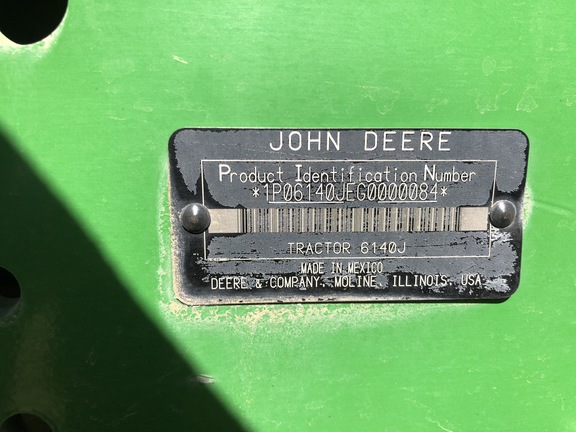 JOHN DEERE
Product Identification Number
*1P06140JEG0000084*
TRACTOR 6140J
MADE IN MEXICO
DEERE & COMPANY, MOLINE, ILLINOIS, USA